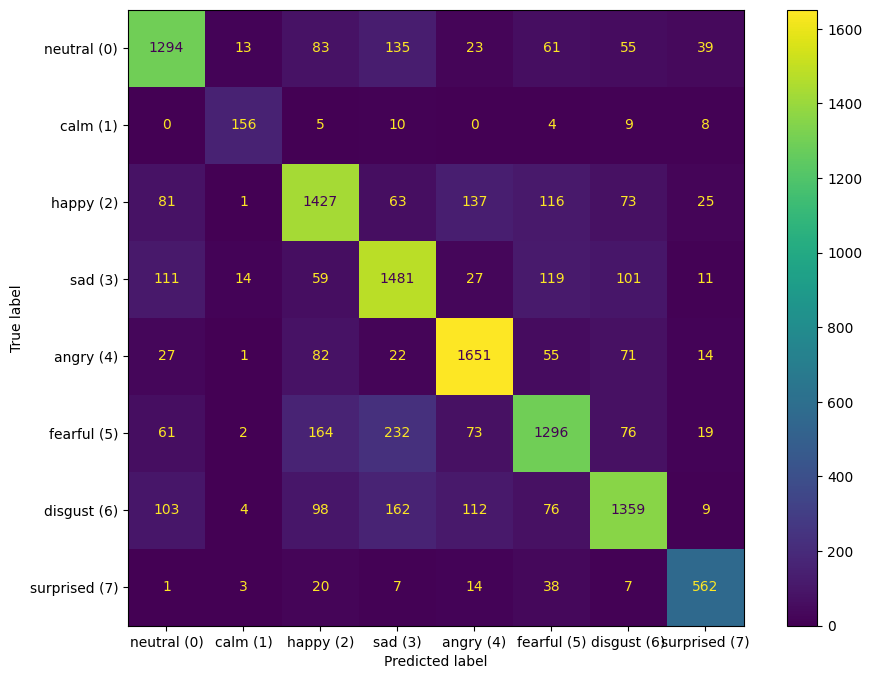 neutral (0) 1294 13 83 135 23 61 55 39
calm (1) 0 156 5 10 0 4 9 8
happy (2) 81 1 1427 63 137 116 73 25
sad (3) 111 14 59 1481 27 119 101 11
angry (4) 27 1 82 22 1651 55 71 14
fearful (5) 61 2 164 232 73 1296 76 19
disgust (6) 103 4 98 162 112 76 1359 9
surprised (7) 1 3 20 7 14 38 7 562
neutral (0) calm (1) happy (2) sad (3) angry (4) fearful (5) disgust (6) surprised (7)
Predicted label
True label
1600
1400
1200
1000
800
600
400
200
0